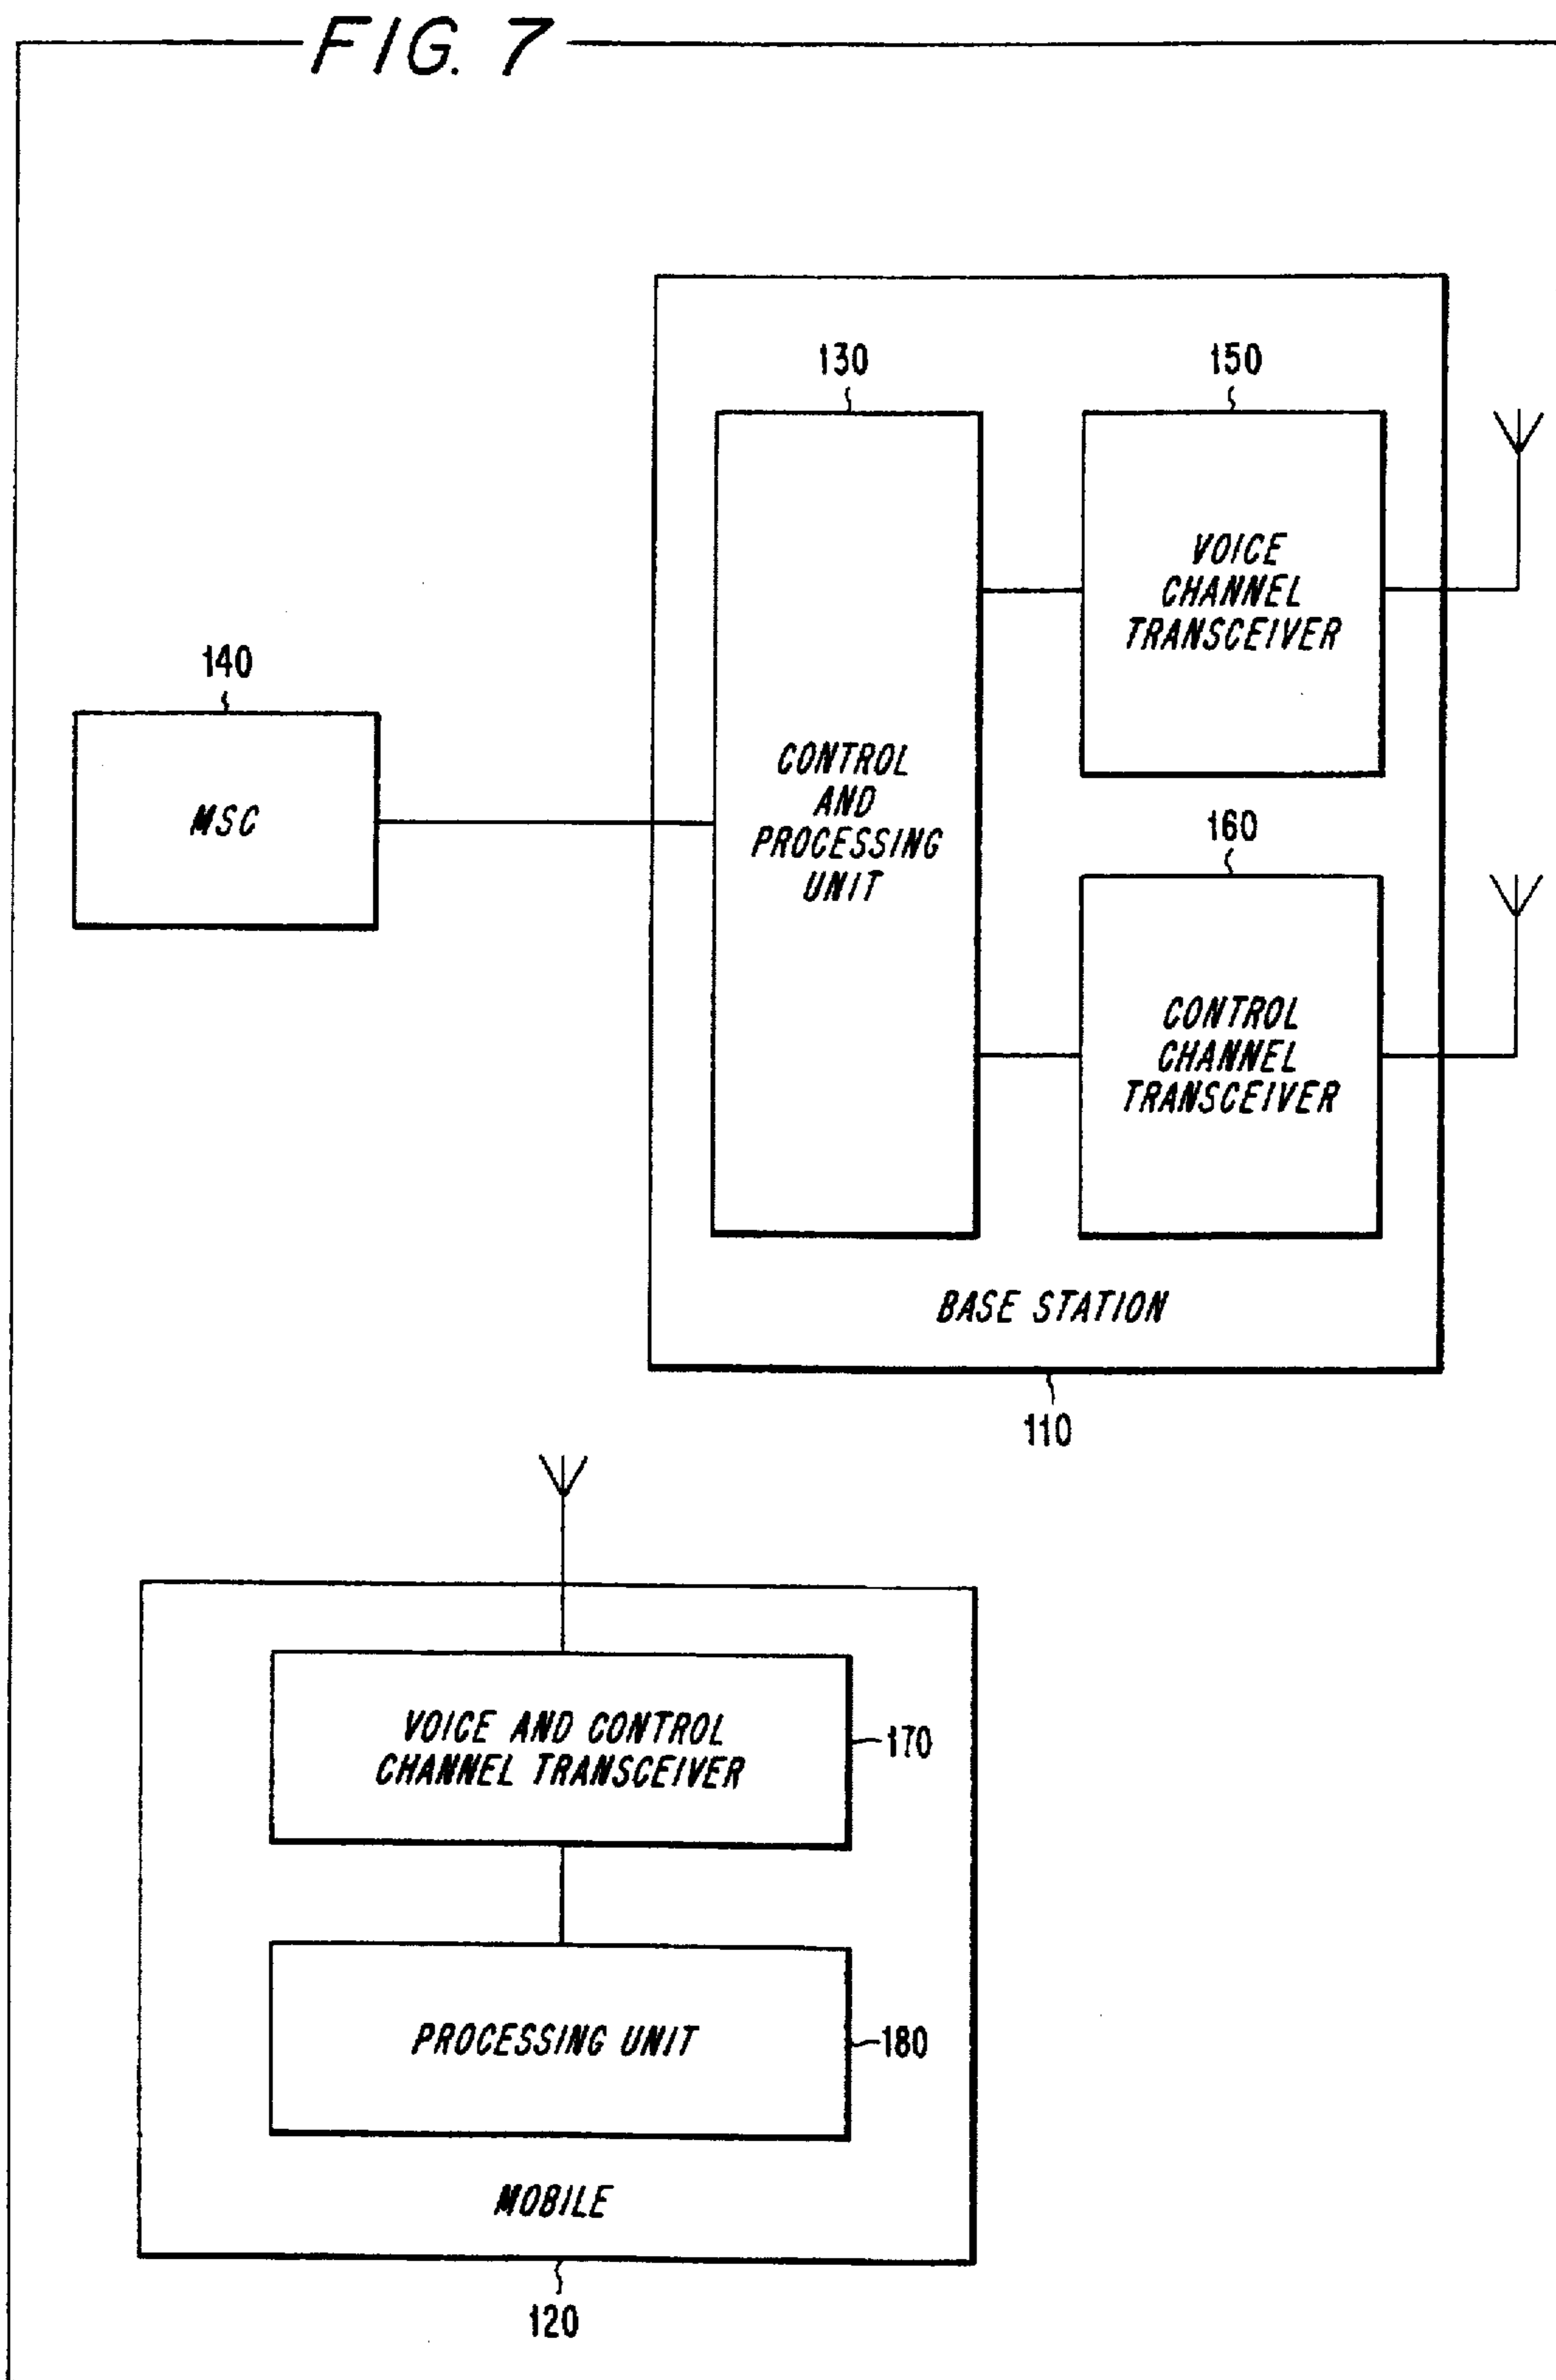 FIG. 7
130
150
VOICE
CHANNEL
TRANSCEIVER
140
MSC
CONTROL
AND
PROCESSING
UNIT
160
CONTROL
CHANNEL
TRANSCEIVER
BASE STATION
110
VOICE AND CONTROL
CHANNEL TRANSCEIVER
170
PROCESSING UNIT
180
MOBILE
120